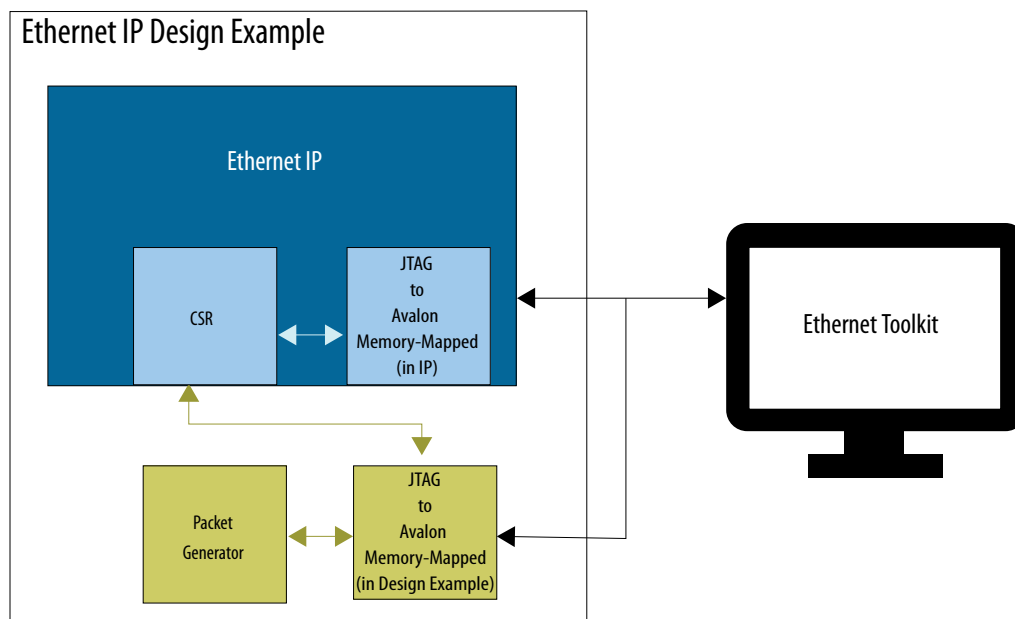 Ethernet IP Design Example
Ethernet IP
CSR
JTAG
to
Avalon
Memory-Mapped
(in IP)
Ethernet Toolkit
Packet
Generator
JTAG
to
Avalon
Memory-Mapped
(in Design Example)